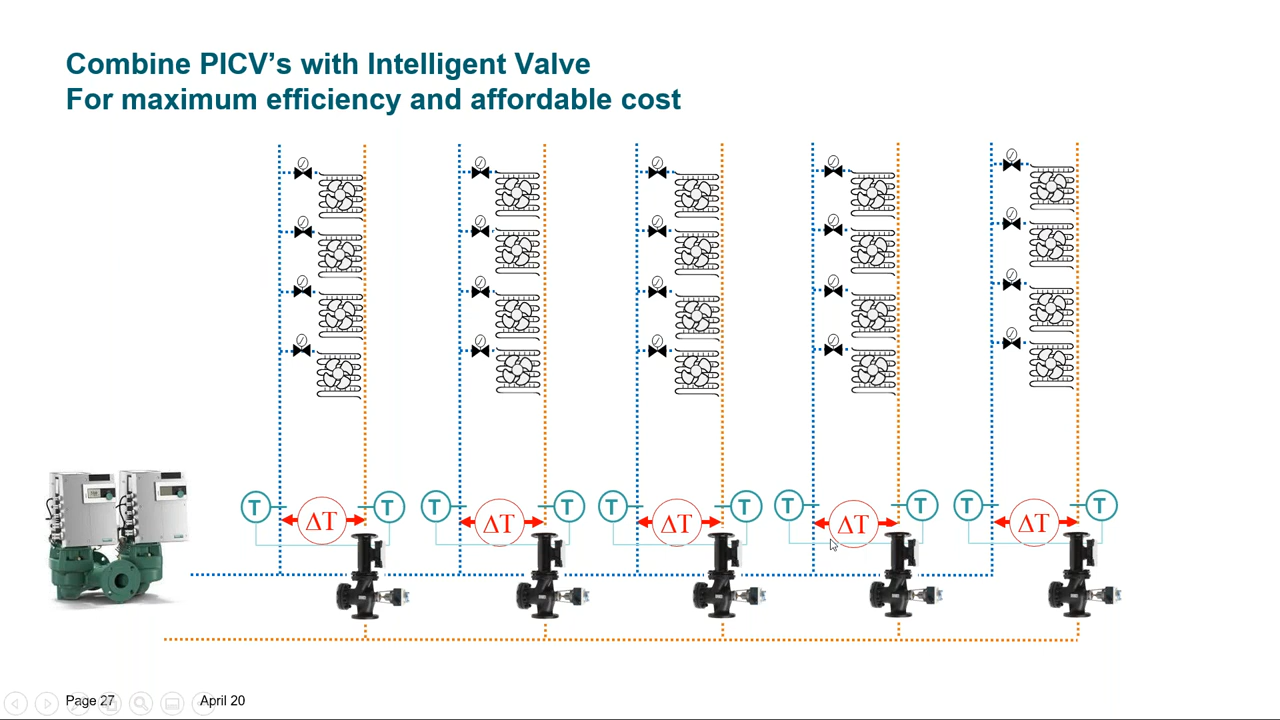 Combine PICV's with Intelligent Valve
For maximum efficiency and affordable cost
T ΔT T T ΔT T T ΔT T T ΔT T T ΔT T
Page 27 April 20